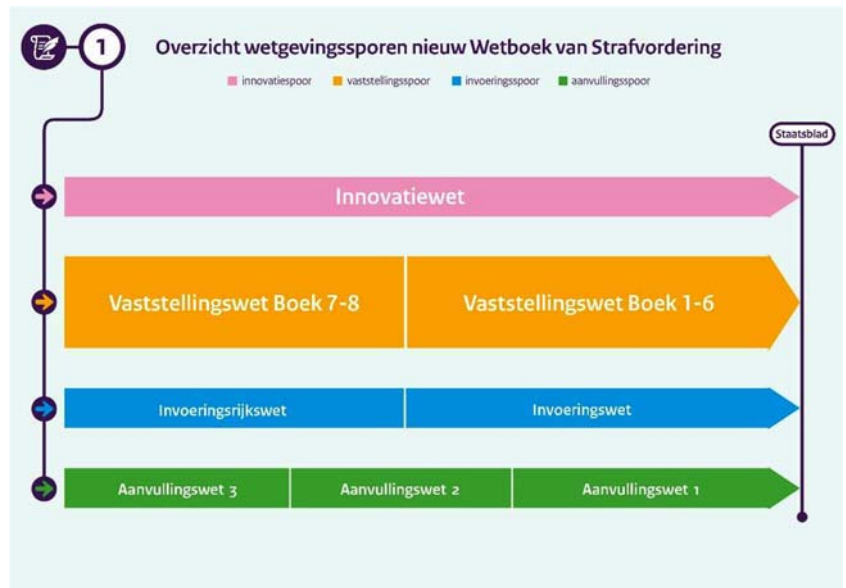 1
Overzicht wetgevingssporen nieuw Wetboek van Strafvordering
innovatiespoor vaststellingsspoor invoeringsspoor aanvullingsspoor
Staatsblad
Innovatiewet
Vaststellingswet Boek 7-8 Vaststellingswet Boek 1-6
Invoeringsrijkswet Invoeringswet
Aanvullingswet 3 Aanvullingswet 2 Aanvullingswet 1